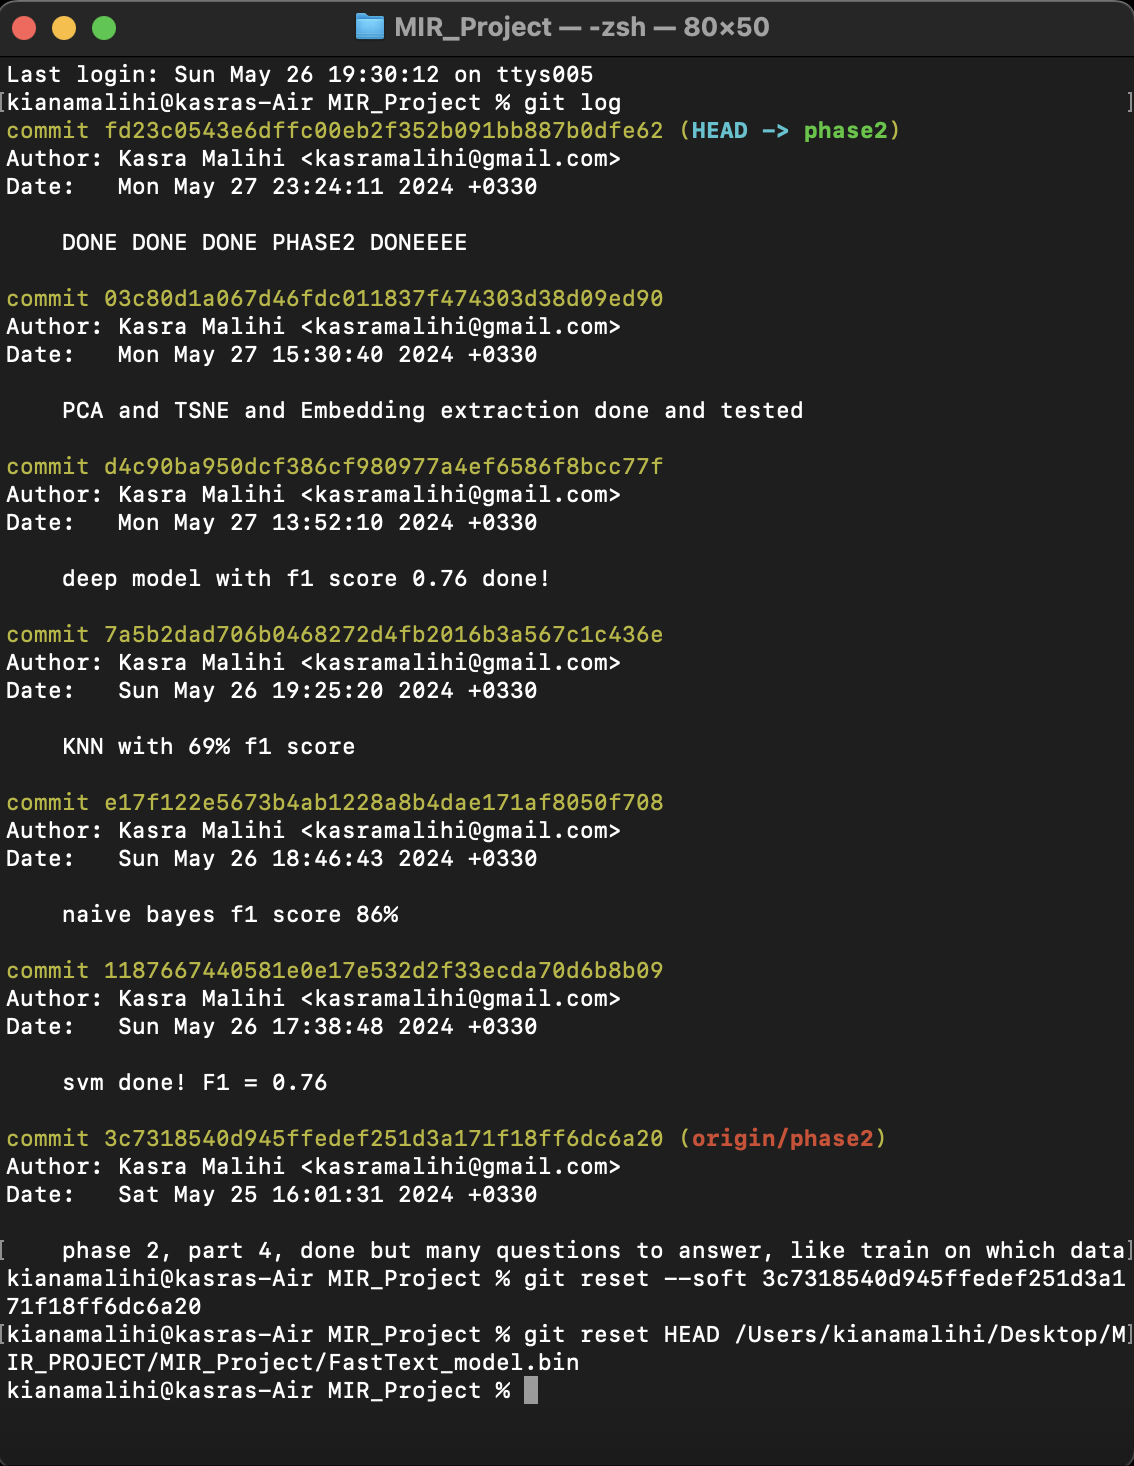 MIR_Project — -zsh — 80×50
Last login: Sun May 26 19:30:12 on ttys005
[kianamalihi@kasras-Air MIR_Project % git log ]
commit fd23c0543e6dffc00eb2f352b091bb887b0dfe62 (HEAD -> phase2)
Author: Kasra Malihi <kasramalihi@gmail.com>
Date:   Mon May 27 23:24:11 2024 +0330
    DONE DONE DONE PHASE2 DONEEEE
commit 03c80d1a067d46fdc011837f474303d38d09ed90
Author: Kasra Malihi <kasramalihi@gmail.com>
Date:   Mon May 27 15:30:40 2024 +0330
    PCA and TSNE and Embedding extraction done and tested
commit d4c90ba950dcf386cf980977a4ef6586f8bcc77f
Author: Kasra Malihi <kasramalihi@gmail.com>
Date:   Mon May 27 13:52:10 2024 +0330
    deep model with f1 score 0.76 done!
commit 7a5b2dad706b0468272d4fb2016b3a567c1c436e
Author: Kasra Malihi <kasramalihi@gmail.com>
Date:   Sun May 26 19:25:20 2024 +0330
    KNN with 69% f1 score
commit e17f122e5673b4ab1228a8b4dae171af8050f708
Author: Kasra Malihi <kasramalihi@gmail.com>
Date:   Sun May 26 18:46:43 2024 +0330
    naive bayes f1 score 86%
commit 1187667440581e0e17e532d2f33ecda70d6b8b09
Author: Kasra Malihi <kasramalihi@gmail.com>
Date:   Sun May 26 17:38:48 2024 +0330
    svm done! F1 = 0.76
commit 3c7318540d945ffedef251d3a171f18ff6dc6a20 (origin/phase2)
Author: Kasra Malihi <kasramalihi@gmail.com>
Date:   Sat May 25 16:01:31 2024 +0330
[    phase 2, part 4, done but many questions to answer, like train on which data]
kianamalihi@kasras-Air MIR_Project % git reset --soft 3c7318540d945ffedef251d3a1
71f18ff6dc6a20
[kianamalihi@kasras-Air MIR_Project % git reset HEAD /Users/kianamalihi/Desktop/M]
IR_PROJECT/MIR_Project/FastText_model.bin
kianamalihi@kasras-Air MIR_Project %